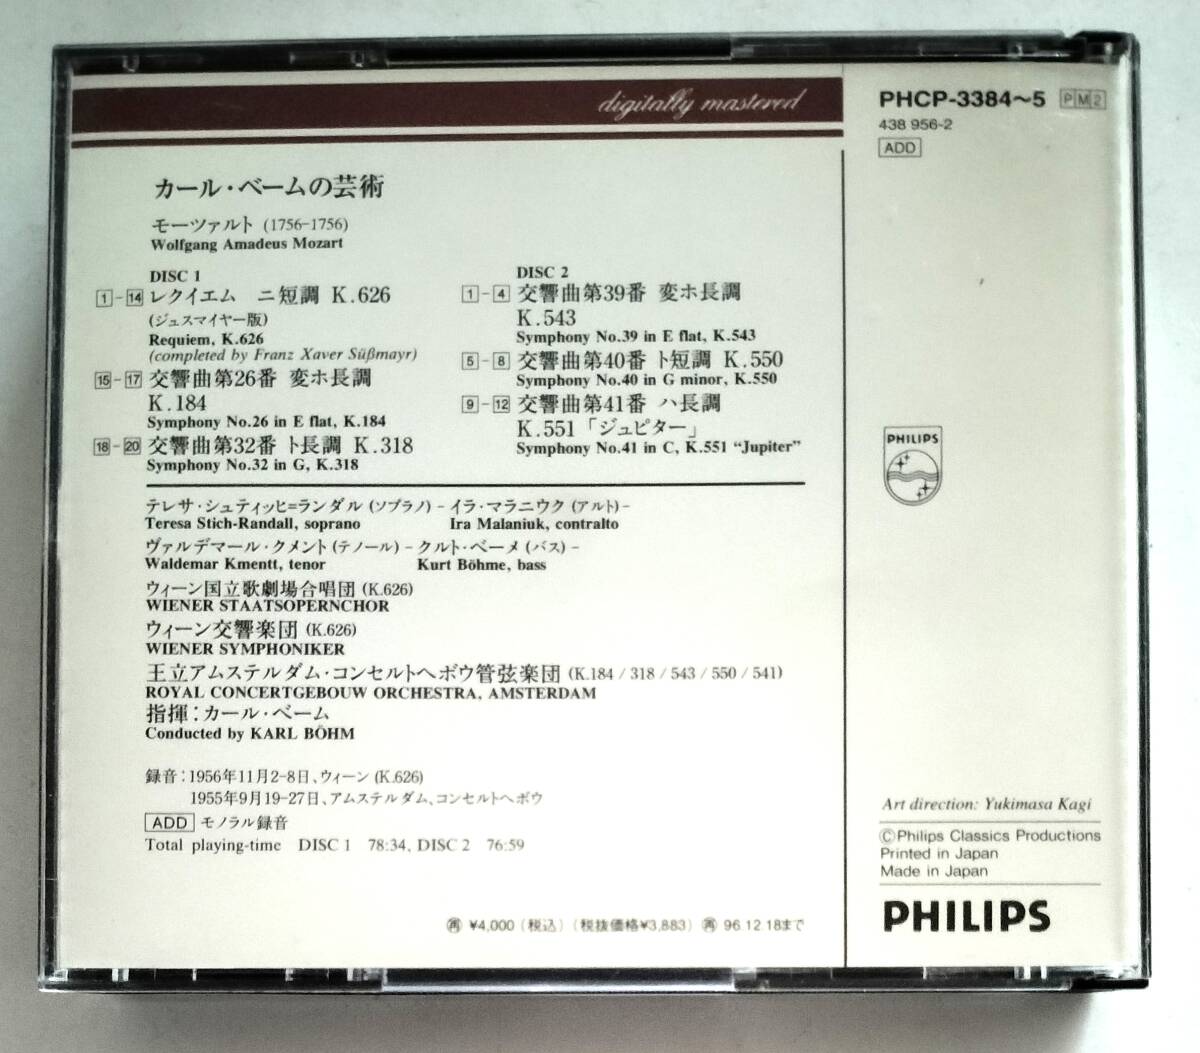 digitally mastered
PHCP-3384〜5 PM2
438 956-2
ADD
カール・ベームの芸術
モーツァルト (1756-1756)
Wolfgang Amadeus Mozart
DISC 1
1-14 レクイエム ニ短調 K.626
(ジュスマイヤー版)
Requiem, K.626
(completed by Franz Xaver Süßmayr)
15-17 交響曲第26番 変ホ長調
K.184
Symphony No.26 in E flat, K.184
18-20 交響曲第32番 ト長調 K.318
Symphony No.32 in G, K.318
DISC 2
1-4 交響曲第39番 変ホ長調
K.543
Symphony No.39 in E flat, K.543
5-8 交響曲第40番 ト短調 K.550
Symphony No.40 in G minor, K.550
9-12 交響曲第41番 ハ長調
K.551「ジュピター」
Symphony No.41 in C, K.551 “Jupiter”
テレサ・シュティッヒ=ランダル (ソプラノ) - イラ・マラニウク (アルト) -
Teresa Stich-Randall, soprano Ira Malaniuk, contralto
ヴァルデマール・クメント (テノール) - クルト・ベーメ (バス) -
Waldemar Kmentt, tenor Kurt Böhme, bass
ウィーン国立歌劇場合唱団 (K.626)
WIENER STAATSOPERNCHOR
ウィーン交響楽団 (K.626)
WIENER SYMPHONIKER
王立アムステルダム・コンセルトヘボウ管弦楽団 (K.184 / 318 / 543 / 550 / 541)
ROYAL CONCERTGEBOUW ORCHESTRA, AMSTERDAM
指揮：カール・ベーム
Conducted by KARL BÖHM
録音：1956年11月2-8日、ウィーン (K.626)
1955年9月19-27日、アムステルダム、コンセルトヘボウ
ADD モノラル録音
Total playing-time DISC 1 78:34, DISC 2 76:59
㊢ ¥4,000 (税込) (税抜価格¥3,883) ㊢ 96.12.18まで
PHILIPS
Art direction: Yukimasa Kagi
©Philips Classics Productions
Printed in Japan
Made in Japan
PHILIPS